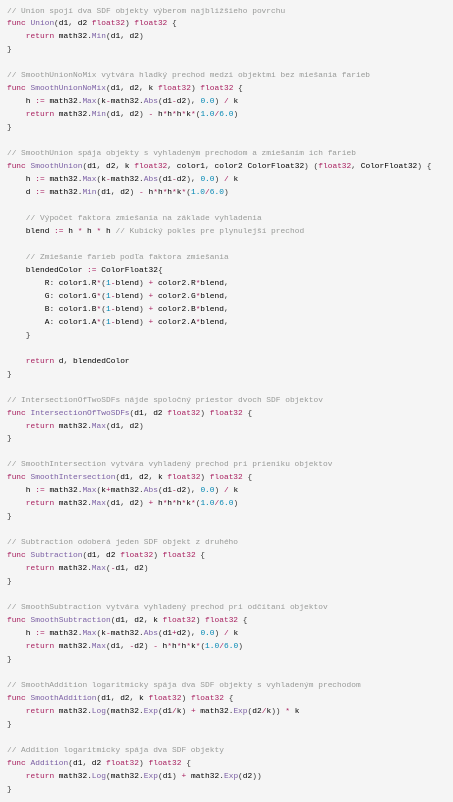 // Union spojí dva SDF objekty výberom najbližšieho povrchu
func Union(d1, d2 float32) float32 {
    return math32.Min(d1, d2)
}

// SmoothUnionNoMix vytvára hladký prechod medzi objektmi bez miešania farieb
func SmoothUnionNoMix(d1, d2, k float32) float32 {
    h := math32.Max(k-math32.Abs(d1-d2), 0.0) / k
    return math32.Min(d1, d2) - h*h*h*k*(1.0/6.0)
}

// SmoothUnion spája objekty s vyhladeným prechodom a zmiešaním ich farieb
func SmoothUnion(d1, d2, k float32, color1, color2 ColorFloat32) (float32, ColorFloat32) {
    h := math32.Max(k-math32.Abs(d1-d2), 0.0) / k
    d := math32.Min(d1, d2) - h*h*h*k*(1.0/6.0)

    // Výpočet faktora zmiešania na základe vyhladenia
    blend := h * h * h // Kubický pokles pre plynulejší prechod

    // Zmiešanie farieb podľa faktora zmiešania
    blendedColor := ColorFloat32{
        R: color1.R*(1-blend) + color2.R*blend,
        G: color1.G*(1-blend) + color2.G*blend,
        B: color1.B*(1-blend) + color2.B*blend,
        A: color1.A*(1-blend) + color2.A*blend,
    }

    return d, blendedColor
}

// IntersectionOfTwoSDFs nájde spoločný priestor dvoch SDF objektov
func IntersectionOfTwoSDFs(d1, d2 float32) float32 {
    return math32.Max(d1, d2)
}

// SmoothIntersection vytvára vyhladený prechod pri prieniku objektov
func SmoothIntersection(d1, d2, k float32) float32 {
    h := math32.Max(k+math32.Abs(d1-d2), 0.0) / k
    return math32.Max(d1, d2) + h*h*h*k*(1.0/6.0)
}

// Subtraction odoberá jeden SDF objekt z druhého
func Subtraction(d1, d2 float32) float32 {
    return math32.Max(-d1, d2)
}

// SmoothSubtraction vytvára vyhladený prechod pri odčítaní objektov
func SmoothSubtraction(d1, d2, k float32) float32 {
    h := math32.Max(k-math32.Abs(d1+d2), 0.0) / k
    return math32.Max(d1, -d2) - h*h*h*k*(1.0/6.0)
}

// SmoothAddition logaritmicky spája dva SDF objekty s vyhladeným prechodom
func SmoothAddition(d1, d2, k float32) float32 {
    return math32.Log(math32.Exp(d1/k) + math32.Exp(d2/k)) * k
}

// Addition logaritmicky spája dva SDF objekty
func Addition(d1, d2 float32) float32 {
    return math32.Log(math32.Exp(d1) + math32.Exp(d2))
}